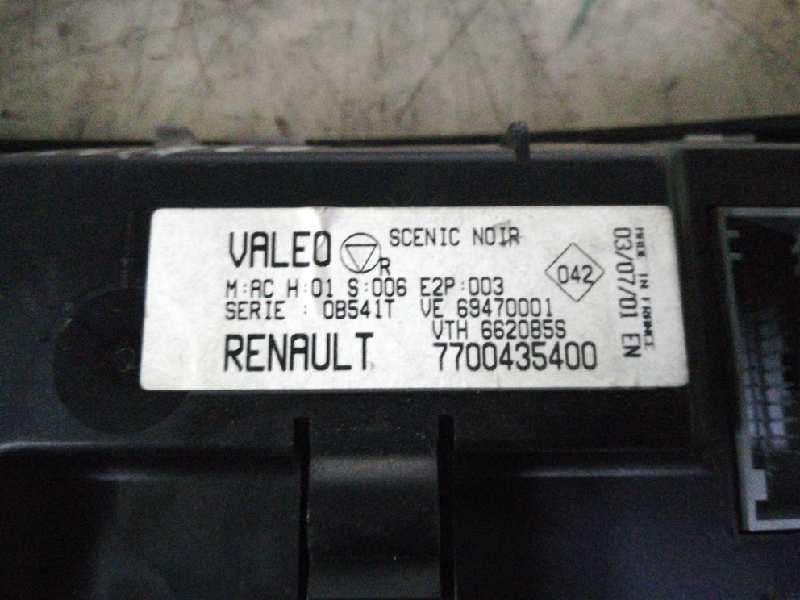 VALEO R SCENIC NOIR
042
M:AC H:01 S:006 E2P:003
SERIE : 0B541T VE 69470001
VTH 662085S
RENAULT 7700435400
MADE IN FRANCE
03/07/01 EN